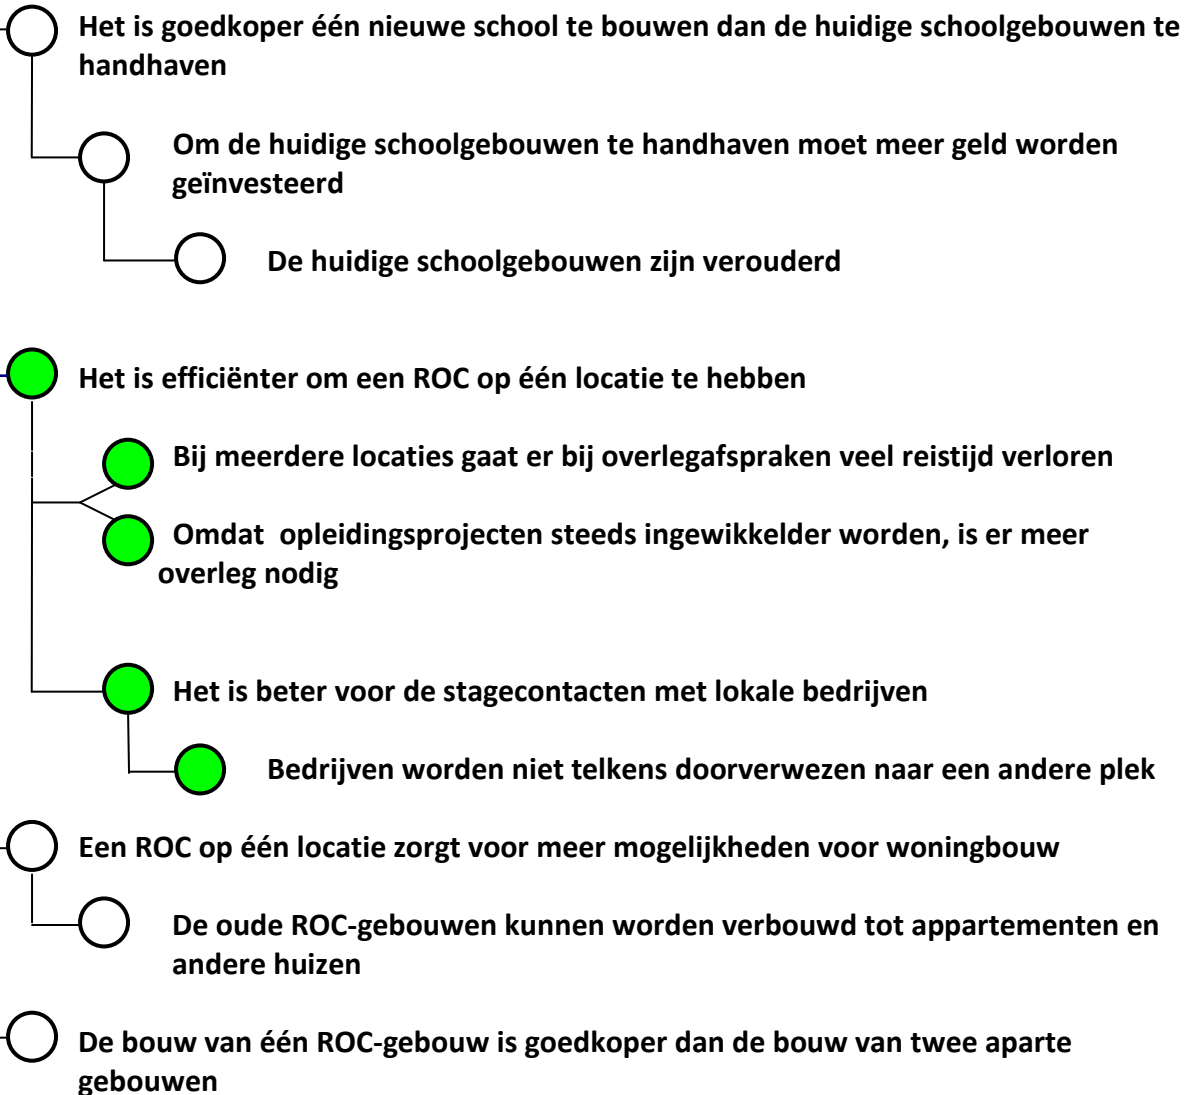 Het is goedkoper één nieuwe school te bouwen dan de huidige schoolgebouwen te
handhaven
Om de huidige schoolgebouwen te handhaven moet meer geld worden
geïnvesteerd
De huidige schoolgebouwen zijn verouderd
Het is efficiënter om een ROC op één locatie te hebben
Bij meerdere locaties gaat er bij overlegafspraken veel reistijd verloren
Omdat  opleidingsprojecten steeds ingewikkelder worden, is er meer
overleg nodig
Het is beter voor de stagecontacten met lokale bedrijven
Bedrijven worden niet telkens doorverwezen naar een andere plek
Een ROC op één locatie zorgt voor meer mogelijkheden voor woningbouw
De oude ROC-gebouwen kunnen worden verbouwd tot appartementen en
andere huizen
De bouw van één ROC-gebouw is goedkoper dan de bouw van twee aparte
gebouwen